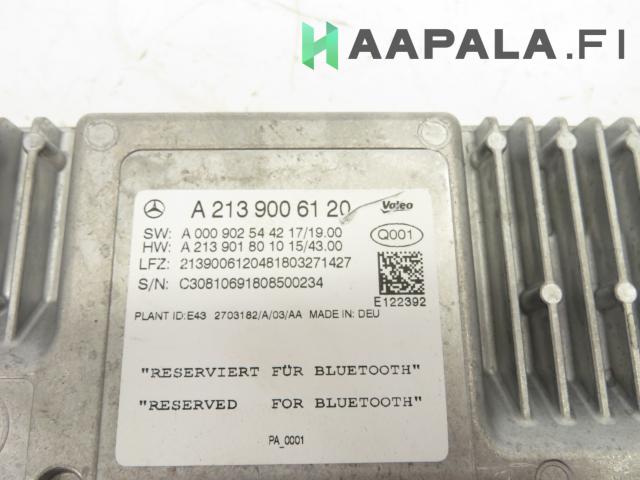 HAAPALA.FI
A 213 900 61 20
Valeo
SW: A 000 902 54 42 17/19.00
Q001
HW: A 213 901 80 10 15/43.00
LFZ: 2139006120481803271427
S/N: C30810691808500234
E122392
PLANT ID:E43 2703182/A/03/AA MADE IN: DEU
"RESERVIERT FÜR BLUETOOTH"
"RESERVED FOR BLUETOOTH"
PA_0001